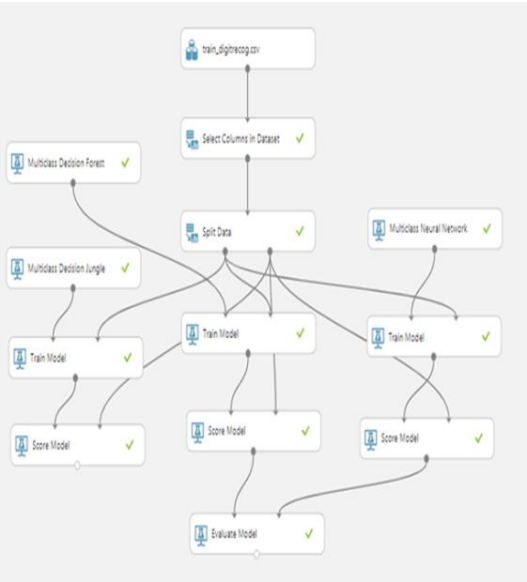 train_digitrecog.csv
Select Columns in Dataset
Multiclass Decision Forest
Split Data
Multiclass Neural Network
Multiclass Decision Jungle
Train Model
Train Model
Train Model
Score Model
Score Model
Score Model
Evaluate Model